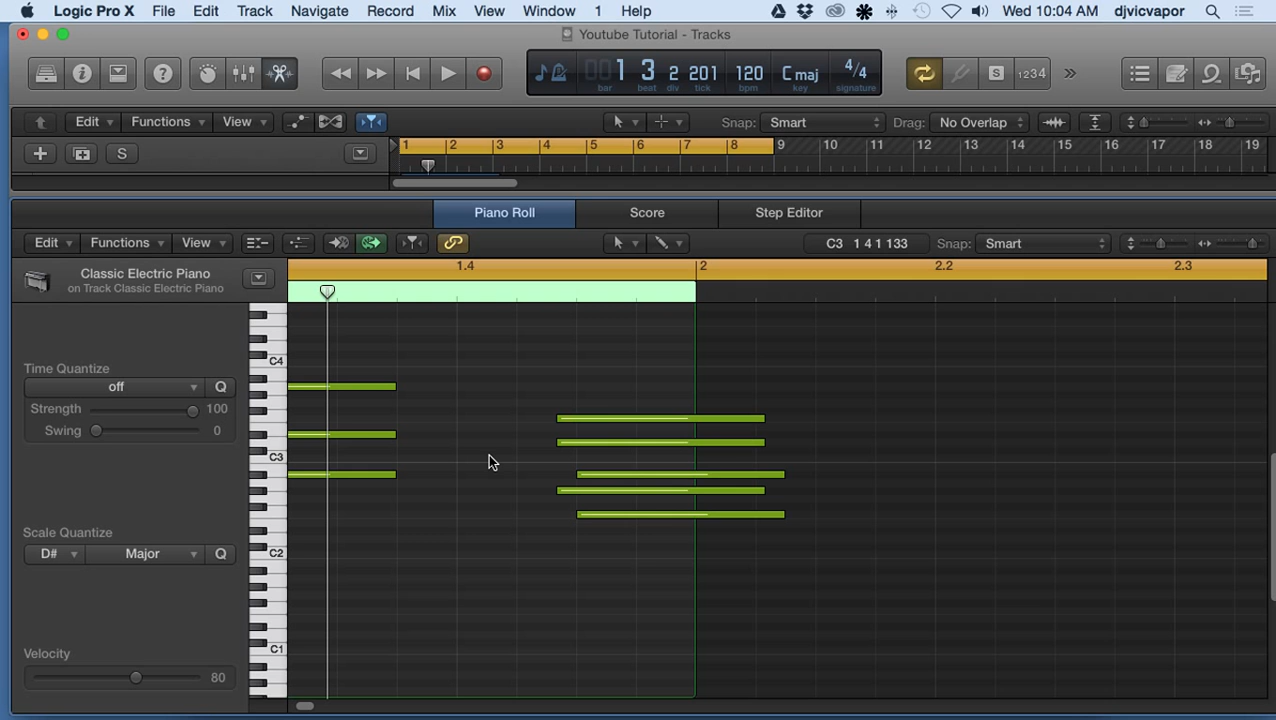 Logic Pro X File Edit Track Navigate Record Mix View Window 1 Help Wed 10:04 AM djvicvapor
Youtube Tutorial - Tracks
001 3 2 201 120 C maj 4/4
bar beat div tick bpm key signature
S 1234
Edit Functions View Snap: Smart Drag: No Overlap
S 1 2 3 4 5 6 7 8 9 10 11 12 13 14 15 16 17 18 19
Piano Roll Score Step Editor
Edit Functions View C3 1 4 1 133 Snap: Smart
1.4 2 2.2 2.3
Classic Electric Piano
on Track Classic Electric Piano
C4
Time Quantize
off Q
Strength 100
Swing 0
C3
Scale Quantize
D# Major Q
C2
C1
Velocity
80